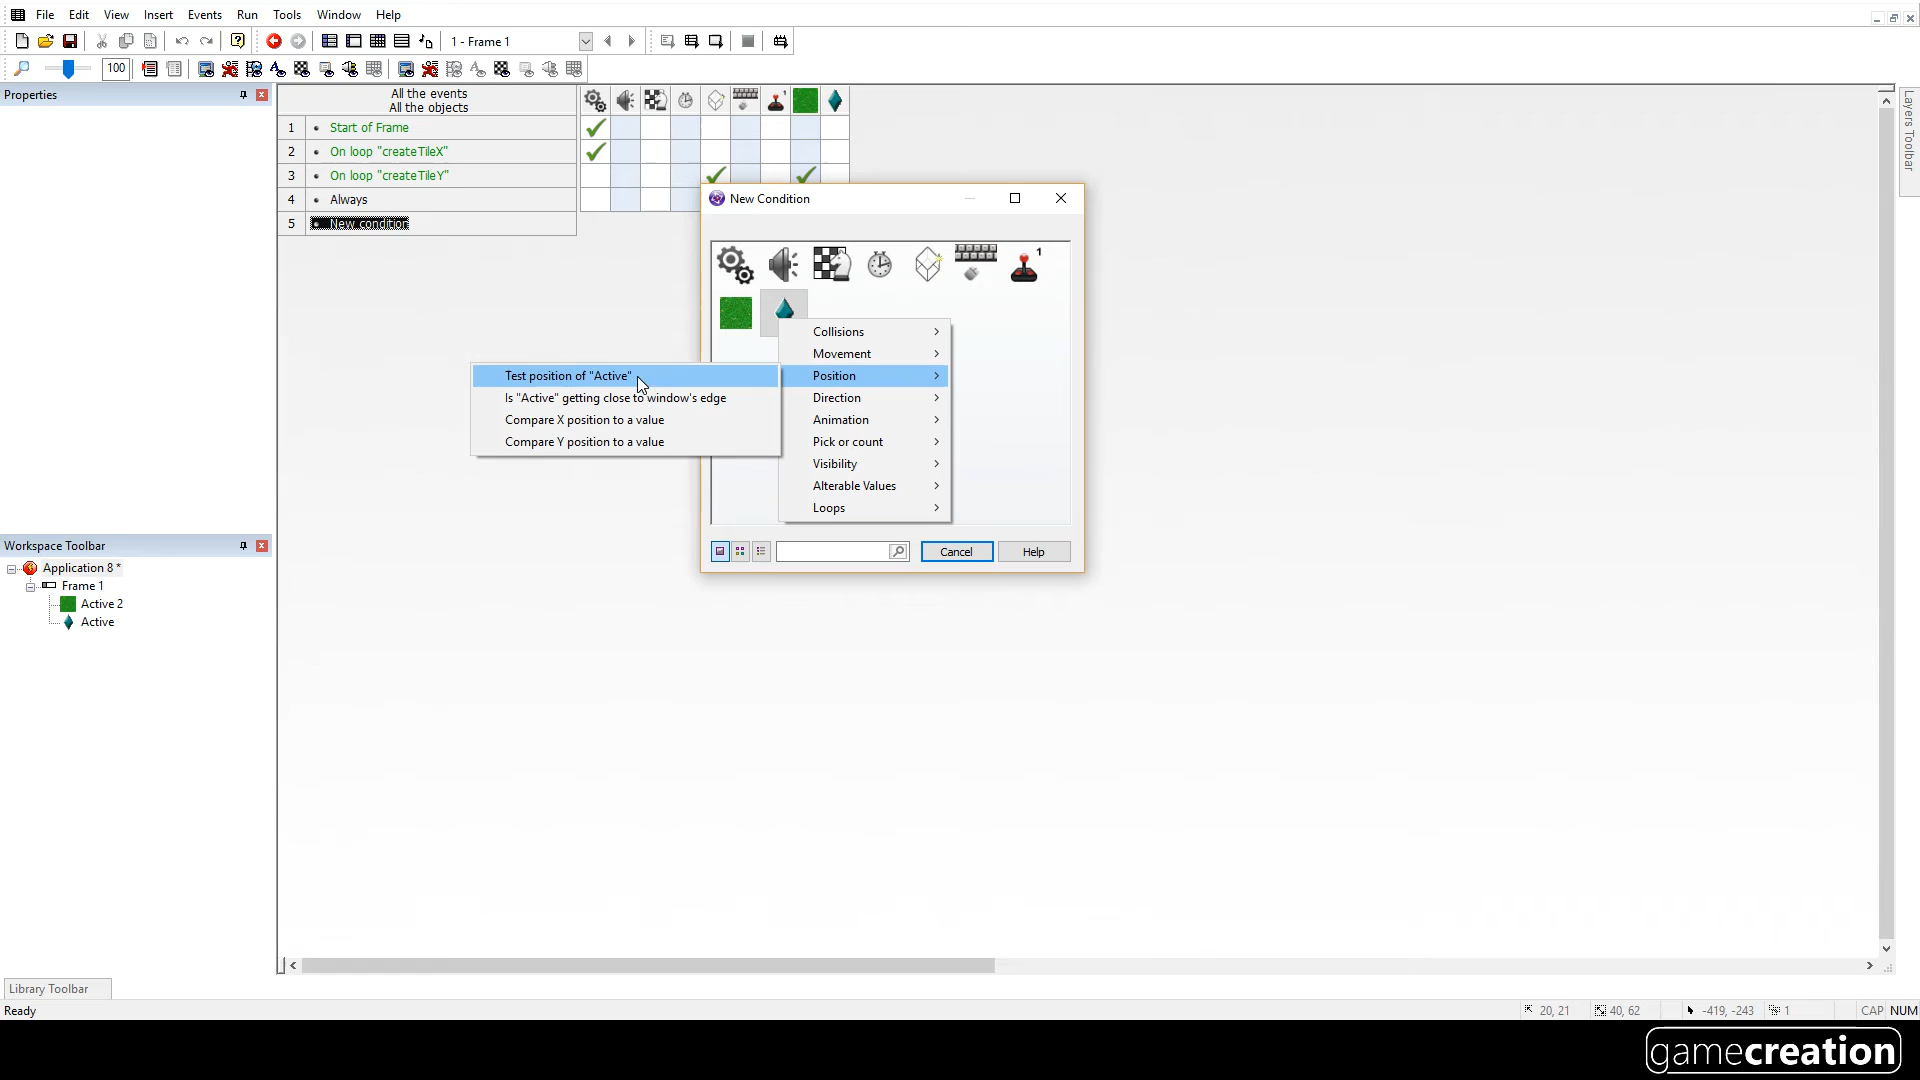 File Edit View Insert Events Run Tools Window Help
1 - Frame 1
100
Properties
All the events
All the objects
1 • Start of Frame
2 • On loop "createTileX"
3 • On loop "createTileY"
4 • Always
5 • New condition
New Condition
1
1
Collisions
Movement
Position
Direction
Animation
Pick or count
Visibility
Alterable Values
Loops
Test position of "Active"
Is "Active" getting close to window's edge
Compare X position to a value
Compare Y position to a value
Cancel Help
Workspace Toolbar
Application 8 *
Frame 1
Active 2
Active
Layers Toolbar
Library Toolbar
Ready
20, 21 40, 62 -419, -243 1 CAP NUM
gamecreation